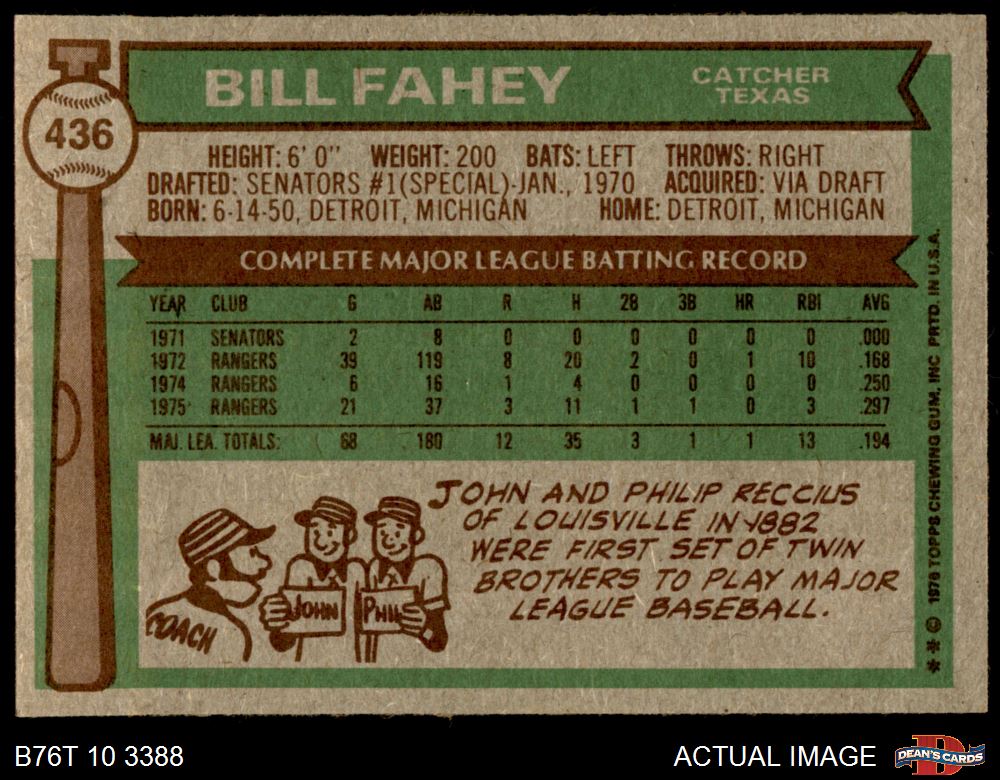 436
BILL FAHEY
CATCHER
TEXAS
HEIGHT: 6' 0" WEIGHT: 200 BATS: LEFT THROWS: RIGHT
DRAFTED: SENATORS #1(SPECIAL)-JAN., 1970 ACQUIRED: VIA DRAFT
BORN: 6-14-50, DETROIT, MICHIGAN HOME: DETROIT, MICHIGAN
COMPLETE MAJOR LEAGUE BATTING RECORD
YEAR CLUB G AB R H 2B 3B HR RBI AVG
1971 SENATORS 2 8 0 0 0 0 0 0 .000
1972 RANGERS 39 119 8 20 2 0 1 10 .168
1974 RANGERS 6 16 1 4 0 0 0 0 .250
1975 RANGERS 21 37 3 11 1 1 0 3 .297
MAJ. LEA. TOTALS: 68 180 12 35 3 1 1 13 .194
JOHN AND PHILIP RECCIUS
OF LOUISVILLE IN 1882
WERE FIRST SET OF TWIN
BROTHERS TO PLAY MAJOR
LEAGUE BASEBALL.
COACH
JOHN
PHIL
* * © 1976 TOPPS CHEWING GUM, INC PRTD. IN U.S.A.
B76T 10 3388
ACTUAL IMAGE
D
DEAN'S CARDS